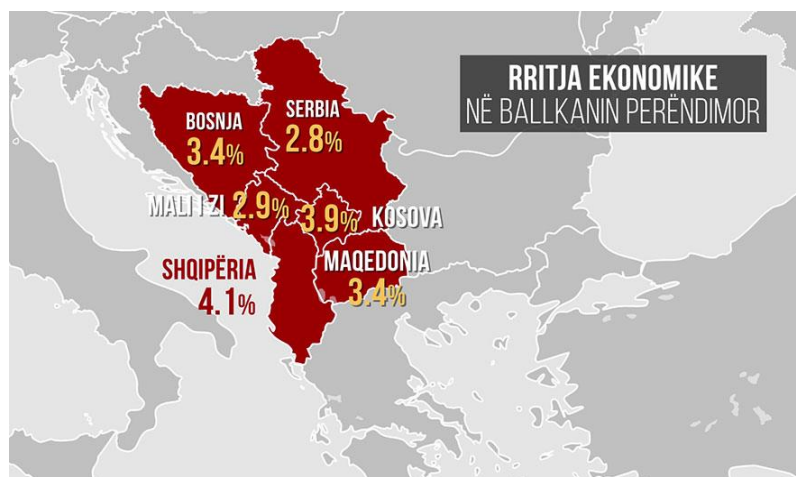 RRITJA EKONOMIKE
NË BALLKANIN PERËNDIMOR
BOSNJA
3.4%
SERBIA
2.8%
MALI I ZI 2.9%
3.9% KOSOVA
SHQIPËRIA
4.1%
MAQEDONIA
3.4%